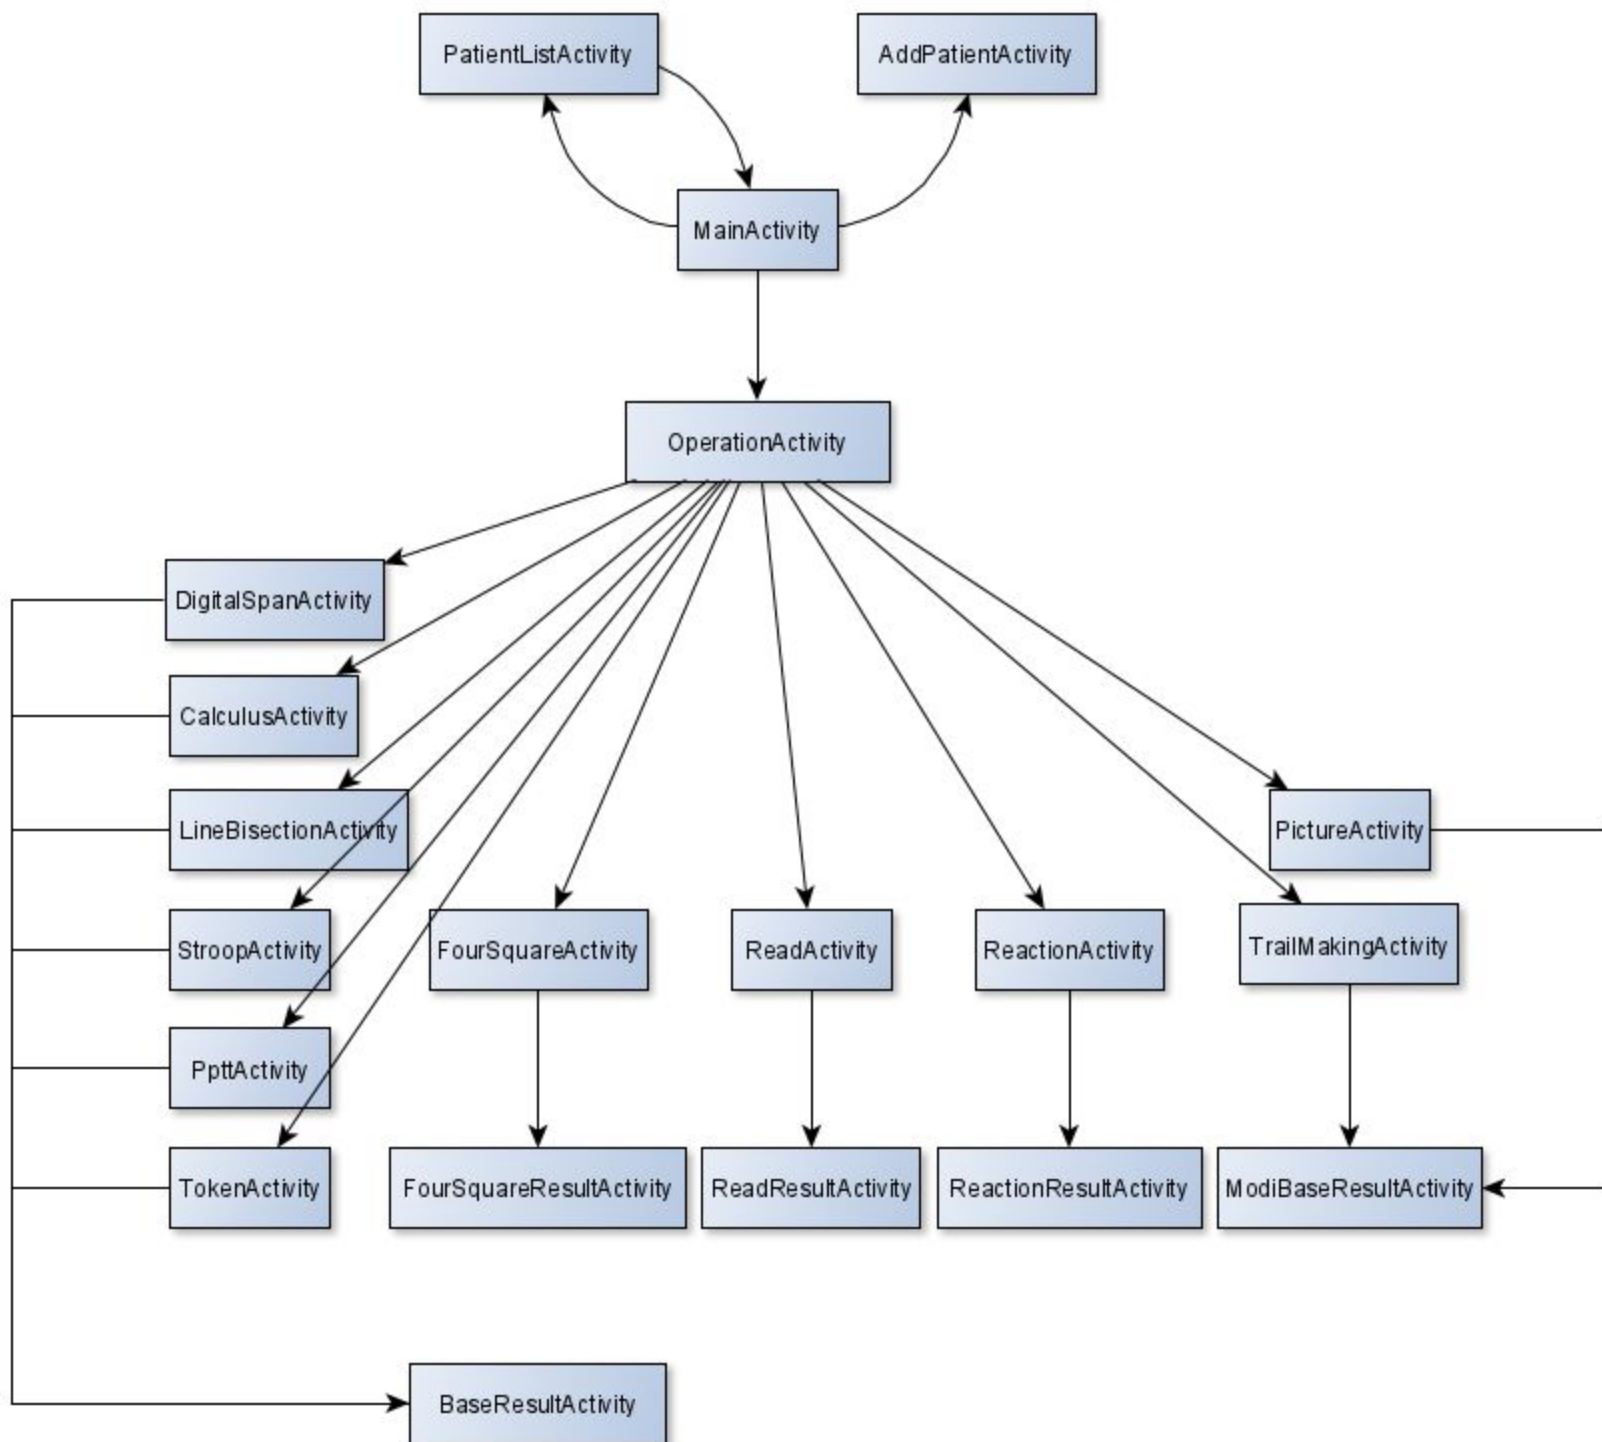 PatientListActivity
AddPatientActivity
MainActivity
OperationActivity
DigitalSpanActivity
CalculusActivity
LineBisectionActivity
PictureActivity
StroopActivity
FourSquareActivity
ReadActivity
ReactionActivity
TrailMakingActivity
PpttActivity
TokenActivity
FourSquareResultActivity
ReadResultActivity
ReactionResultActivity
ModiBaseResultActivity
BaseResultActivity